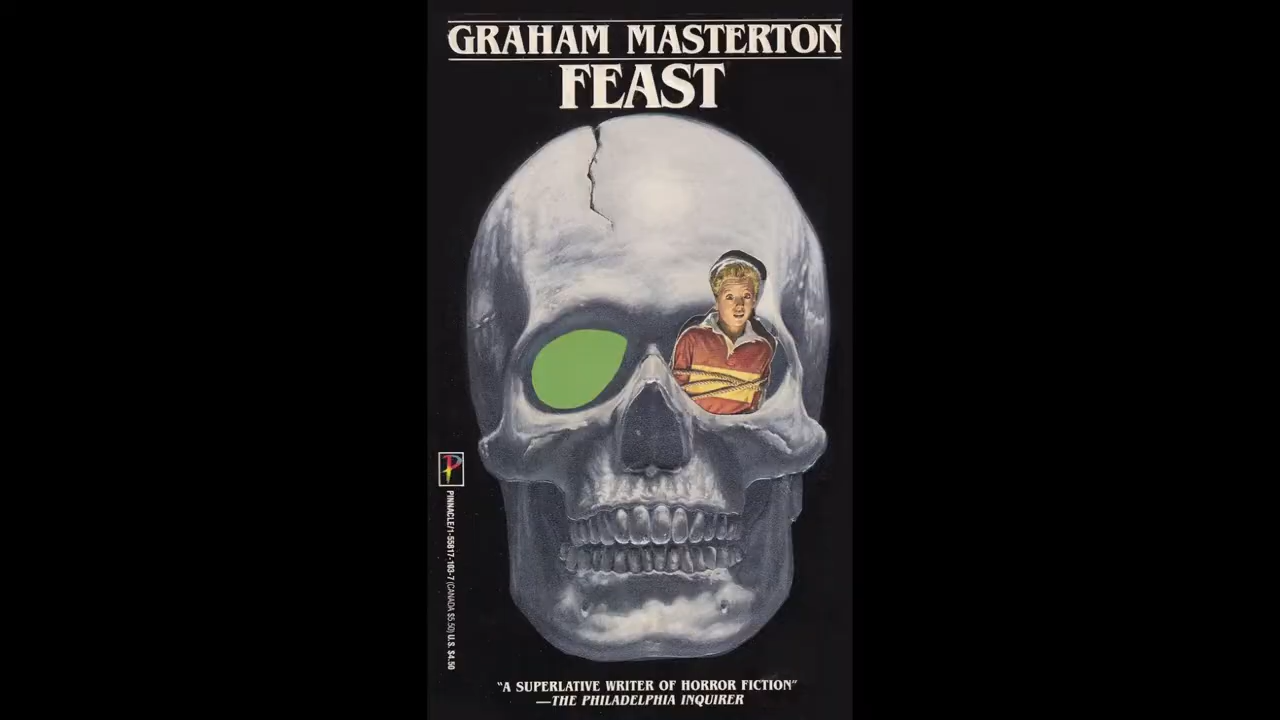 GRAHAM MASTERTON
FEAST
P
PINNACLE/1-55817-183-7 (CANADA $5.50) U.S. $4.50
"A SUPERLATIVE WRITER OF HORROR FICTION"
—THE PHILADELPHIA INQUIRER